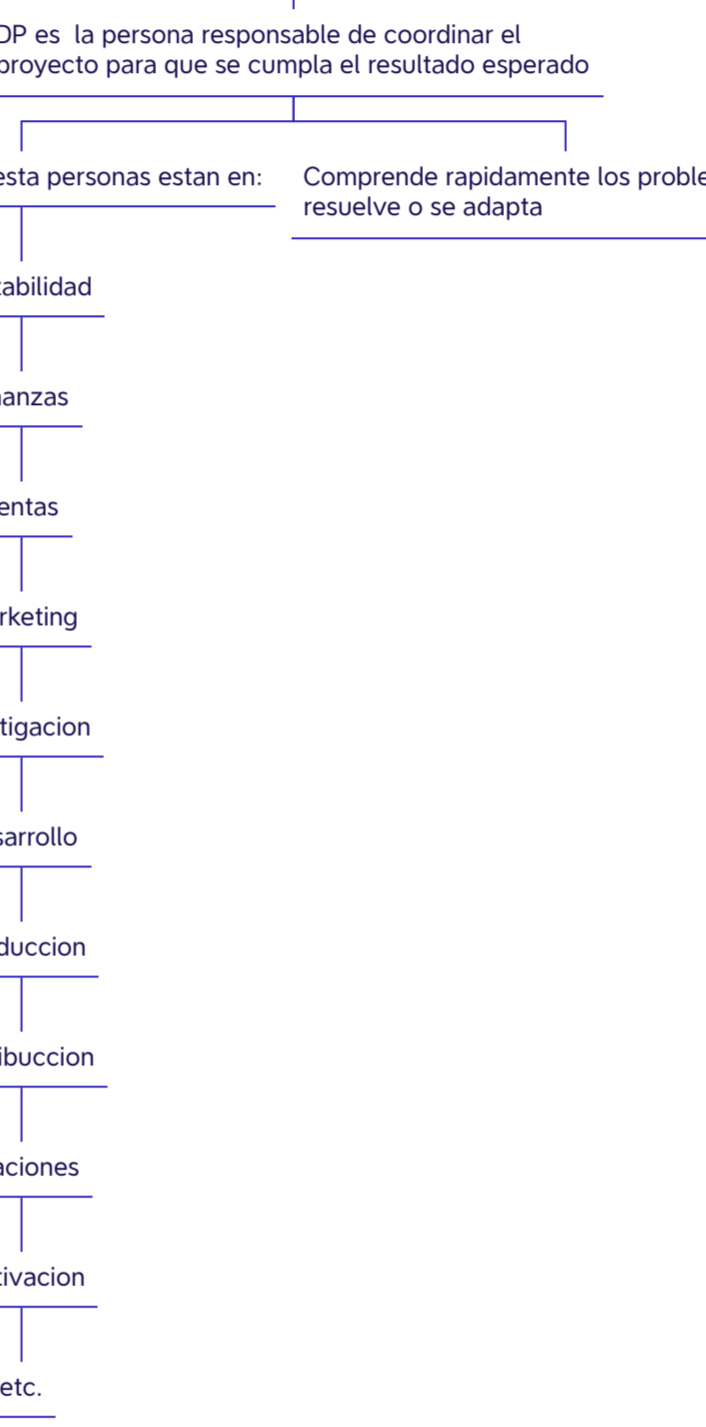 DP es la persona responsable de coordinar el
proyecto para que se cumpla el resultado esperado
esta personas estan en:
Comprende rapidamente los proble
resuelve o se adapta
tabilidad
nanzas
entas
rketing
tigacion
sarrollo
duccion
ibuccion
aciones
tivacion
etc.